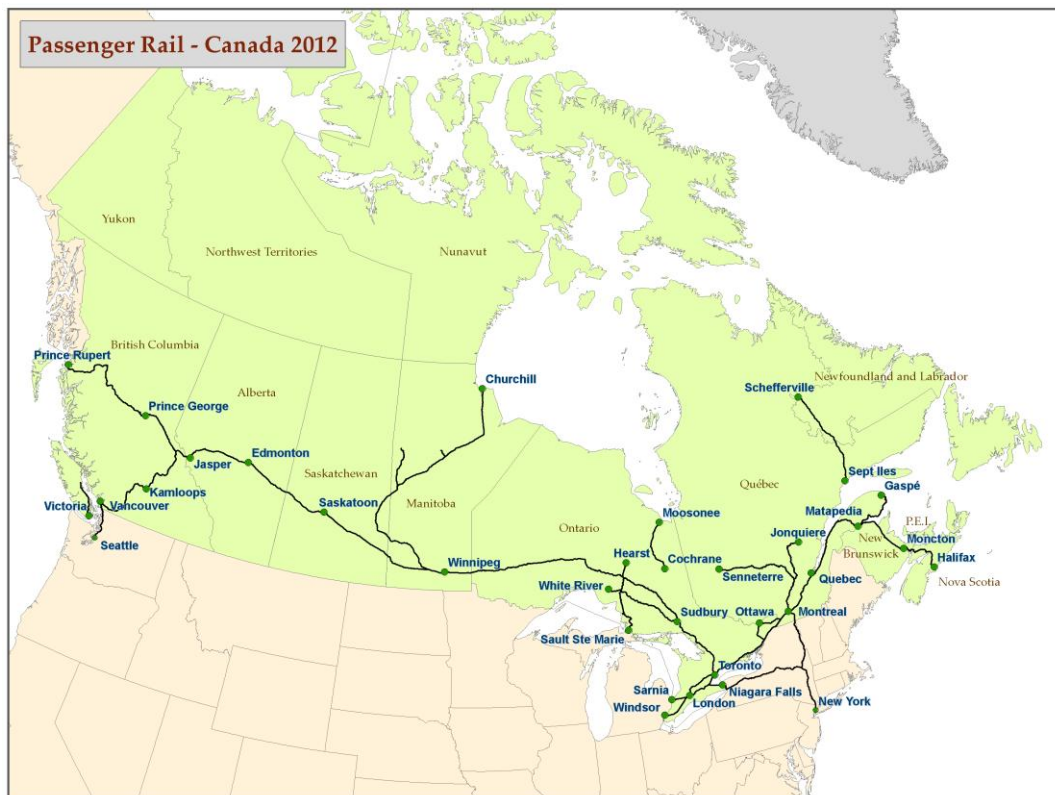 Passenger Rail - Canada 2012
Yukon
Northwest Territories
Nunavut
British Columbia
Prince Rupert
Alberta
Churchill
Newfoundland and Labrador
Schefferville
Prince George
Edmonton
Jasper
Saskatchewan
Sept Iles
Québec
Gaspé
Kamloops
Manitoba
Victoria
Vancouver
Saskatoon
Moosonee
Matapedia
P.E.I.
Ontario
Jonquiere
New
Brunswick
Moncton
Seattle
Hearst
Cochrane
Halifax
Winnipeg
Senneterre
Quebec
Nova Scotia
White River
Sudbury
Ottawa
Montreal
Sault Ste Marie
Toronto
Sarnia
Niagara Falls
Windsor
London
New York